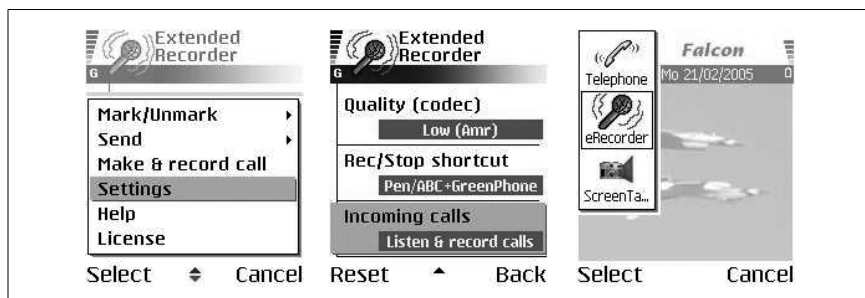 Extended
Recorder
G
Mark/Unmark
Send
Make & record call
Settings
Help
License
Select Cancel
Extended
Recorder
G
Quality (codec)
Low (Amr)
Rec/Stop shortcut
Pen/ABC+GreenPhone
Incoming calls
Listen & record calls
Reset Back
Telephone
eRecorder
ScreenTa...
Falcon
Mo 21/02/2005
Select Cancel